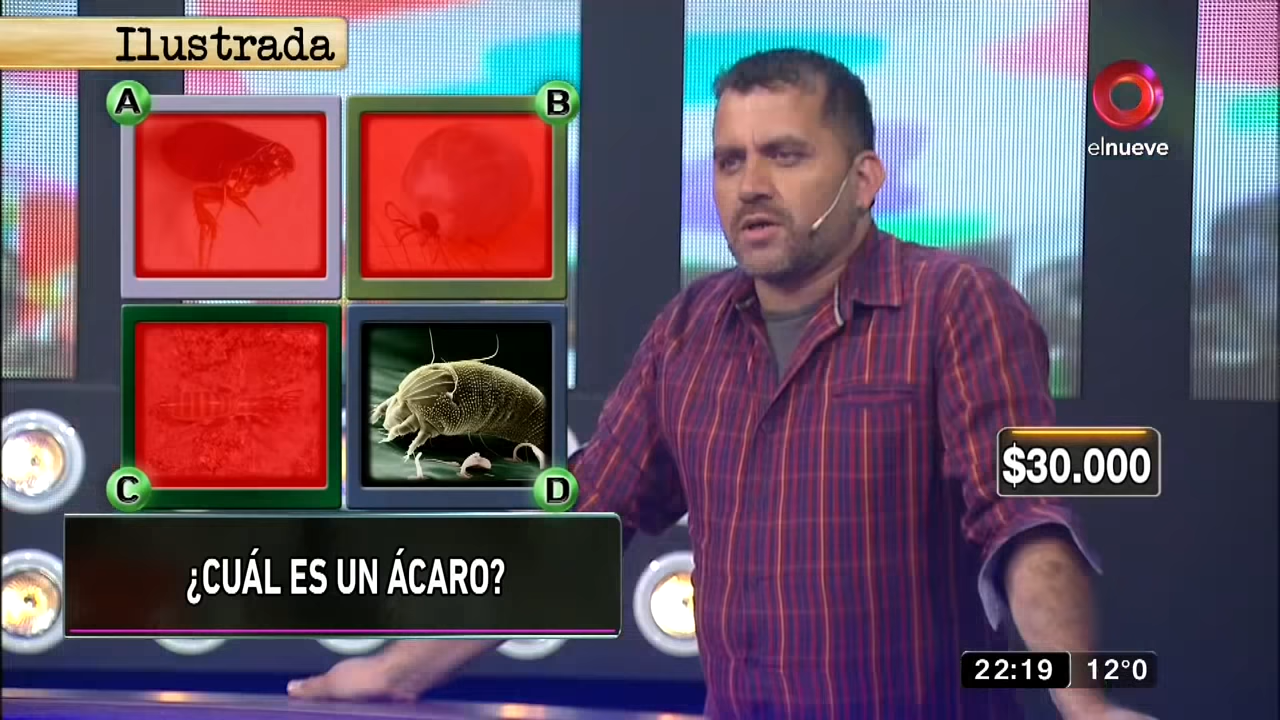 Ilustrada
A
B
elnueve
C
D
$30.000
¿CUÁL ES UN ÁCARO?
22:19 12°0